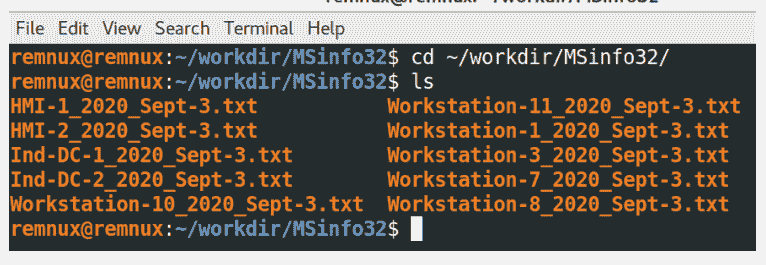 File Edit View Search Terminal Help
remnux@remnux:~/workdir/MSinfo32$ cd ~/workdir/MSinfo32/
remnux@remnux:~/workdir/MSinfo32$ ls
HMI-1_2020_Sept-3.txt Workstation-11_2020_Sept-3.txt
HMI-2_2020_Sept-3.txt Workstation-1_2020_Sept-3.txt
Ind-DC-1_2020_Sept-3.txt Workstation-3_2020_Sept-3.txt
Ind-DC-2_2020_Sept-3.txt Workstation-7_2020_Sept-3.txt
Workstation-10_2020_Sept-3.txt Workstation-8_2020_Sept-3.txt
remnux@remnux:~/workdir/MSinfo32$